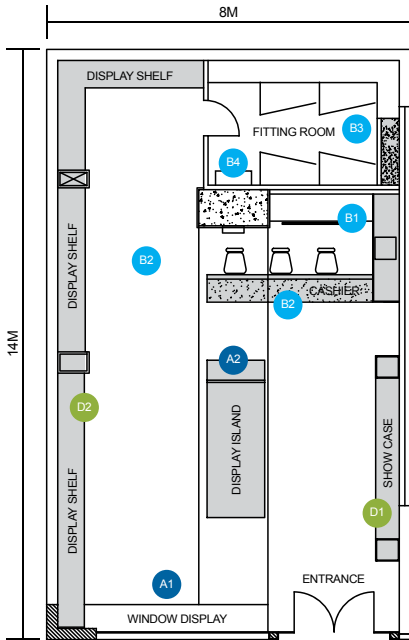 8M
DISPLAY SHELF
B3
FITTING ROOM
B4
B1
DISPLAY SHELF
B2
CASHIER
B2
14M
A2
D2
DISPLAY ISLAND
SHOW CASE
DISPLAY SHELF
D1
A1
ENTRANCE
WINDOW DISPLAY